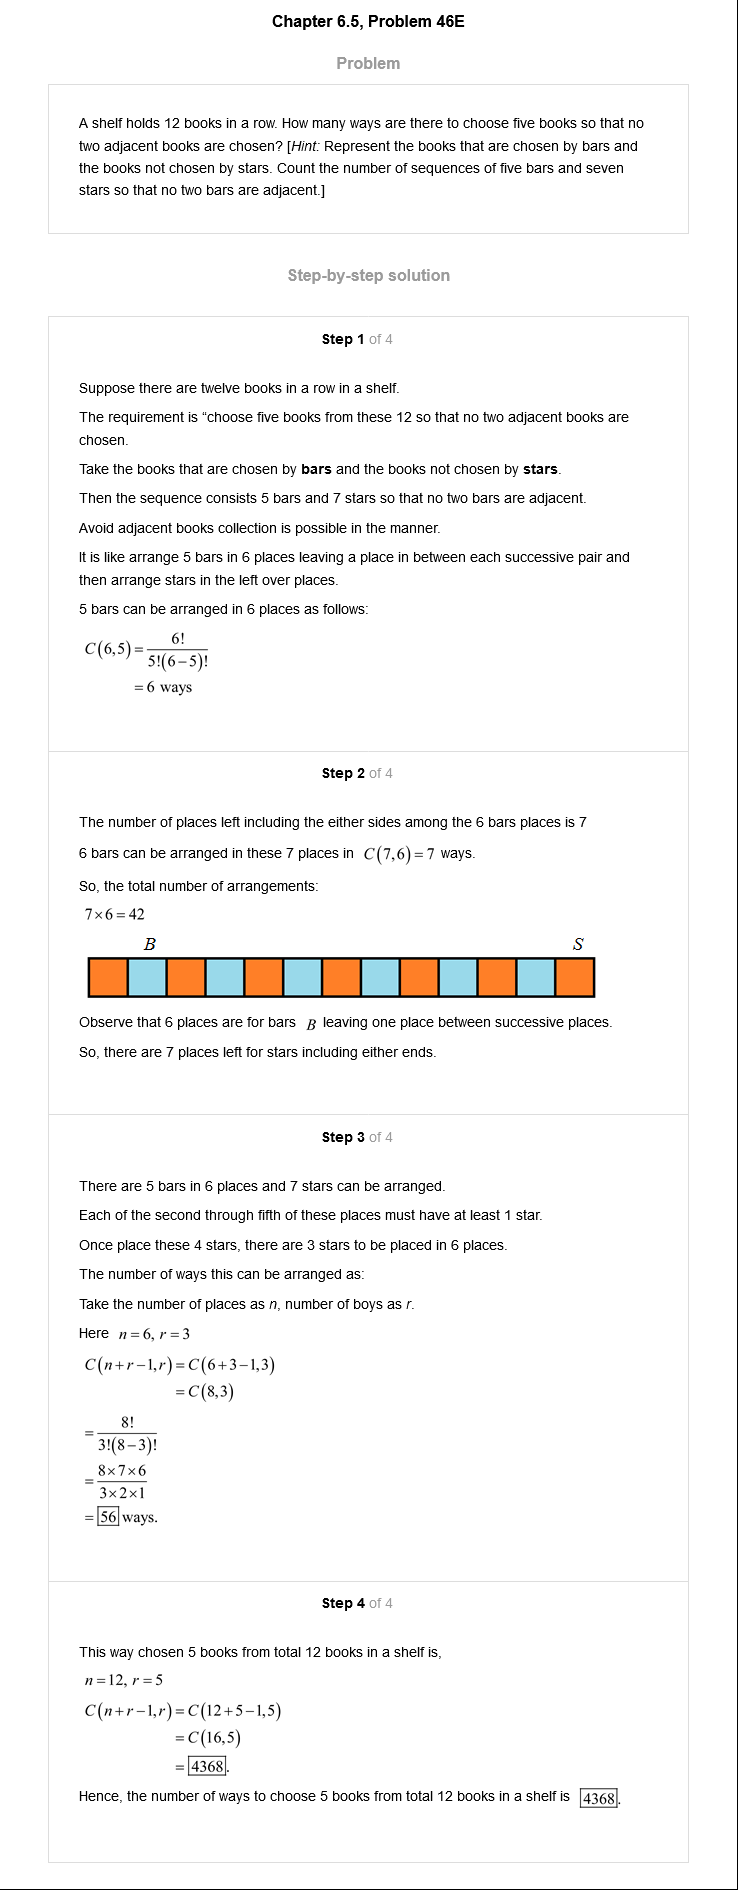 Chapter 6.5, Problem 46E
Problem
A shelf holds 12 books in a row. How many ways are there to choose five books so that no
two adjacent books are chosen? [Hint: Represent the books that are chosen by bars and
the books not chosen by stars. Count the number of sequences of five bars and seven
stars so that no two bars are adjacent.]
Step-by-step solution
Step 1 of 4
Suppose there are twelve books in a row in a shelf.
The requirement is “choose five books from these 12 so that no two adjacent books are
chosen.
Take the books that are chosen by bars and the books not chosen by stars.
Then the sequence consists 5 bars and 7 stars so that no two bars are adjacent.
Avoid adjacent books collection is possible in the manner.
It is like arrange 5 bars in 6 places leaving a place in between each successive pair and
then arrange stars in the left over places.
5 bars can be arranged in 6 places as follows:
C(6,5) = 6! / 5!(6−5)!
= 6 ways
Step 2 of 4
The number of places left including the either sides among the 6 bars places is 7
6 bars can be arranged in these 7 places in C(7,6) = 7 ways.
So, the total number of arrangements:
7×6 = 42
B S
Observe that 6 places are for bars B leaving one place between successive places.
So, there are 7 places left for stars including either ends.
Step 3 of 4
There are 5 bars in 6 places and 7 stars can be arranged.
Each of the second through fifth of these places must have at least 1 star.
Once place these 4 stars, there are 3 stars to be placed in 6 places.
The number of ways this can be arranged as:
Take the number of places as n, number of boys as r.
Here n = 6, r = 3
C(n+r−1,r) = C(6+3−1,3)
= C(8,3)
= 8! / 3!(8−3)!
= 8×7×6 / 3×2×1
= 56 ways.
Step 4 of 4
This way chosen 5 books from total 12 books in a shelf is,
n = 12, r = 5
C(n+r−1,r) = C(12+5−1,5)
= C(16,5)
= 4368.
Hence, the number of ways to choose 5 books from total 12 books in a shelf is 4368.